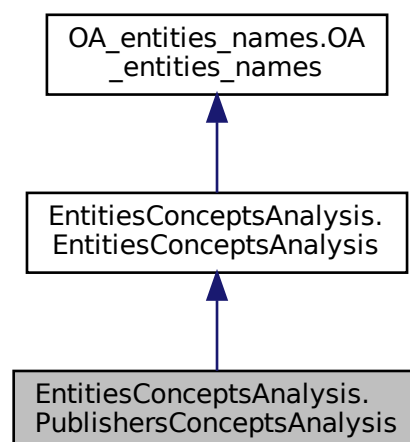 OA_entities_names.OA
_entities_names
EntitiesConceptsAnalysis.
EntitiesConceptsAnalysis
EntitiesConceptsAnalysis.
PublishersConceptsAnalysis